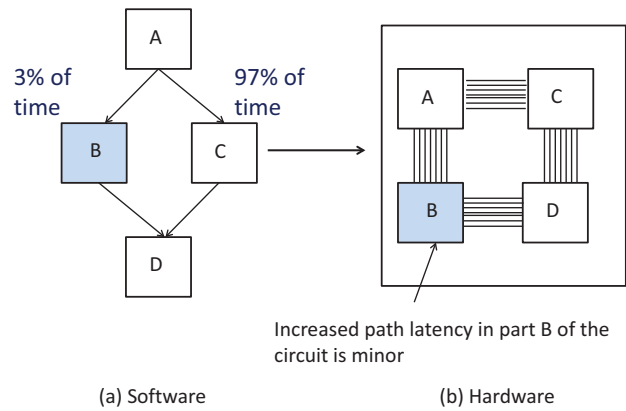 A
3% of
time
97% of
time
B
C
D
A
C
B
D
Increased path latency in part B of the
circuit is minor
(a) Software
(b) Hardware